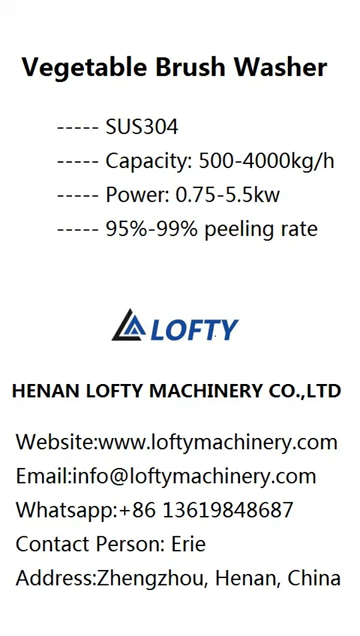 Vegetable Brush Washer
----- SUS304
----- Capacity: 500-4000kg/h
----- Power: 0.75-5.5kw
----- 95%-99% peeling rate
LOFTY
HENAN LOFTY MACHINERY CO.,LTD
Website:www.loftymachinery.com
Email:info@loftymachinery.com
Whatsapp:+86 13619848687
Contact Person: Erie
Address:Zhengzhou, Henan, China